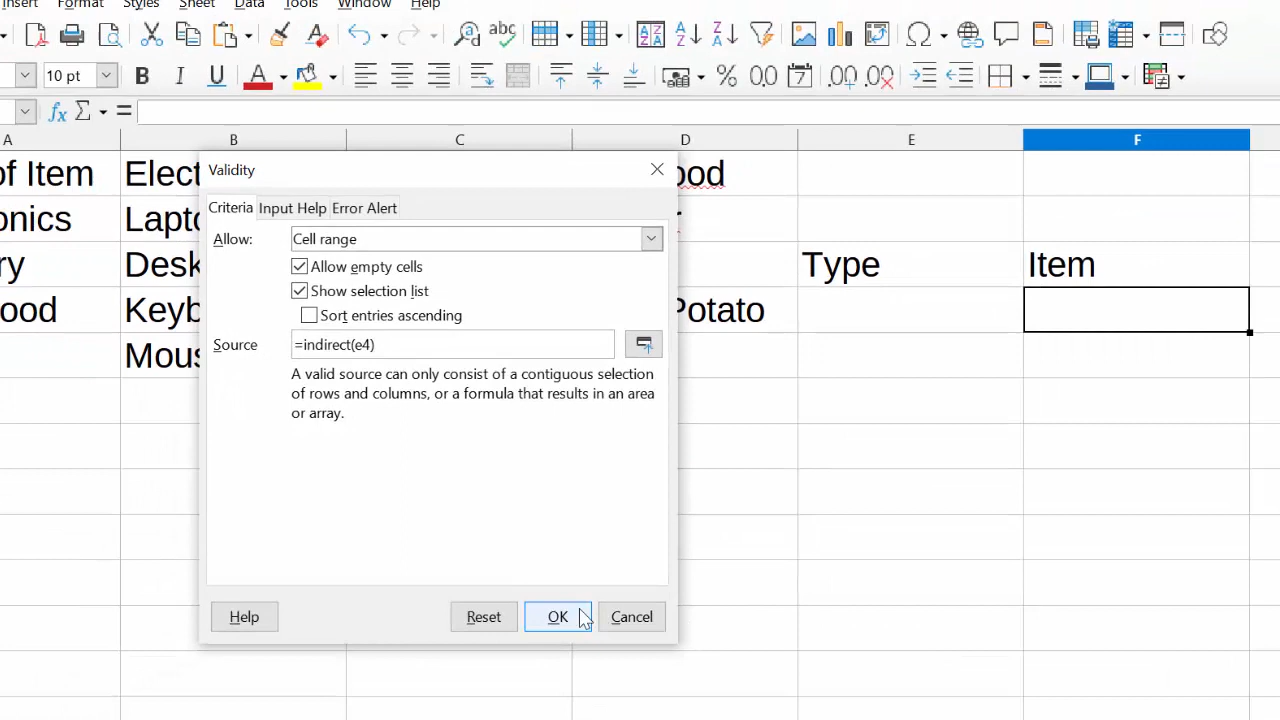 Insert Format Styles Sheet Data Tools Window Help
10 pt
A B C D E F
of Item Elect ood
onics Lapto
ry Desk Type Item
ood Keyb Potato
Mous
Validity
Criteria Input Help Error Alert
Allow: Cell range
Allow empty cells
Show selection list
Sort entries ascending
Source =indirect(e4)
A valid source can only consist of a contiguous selection
of rows and columns, or a formula that results in an area
or array.
Help Reset OK Cancel